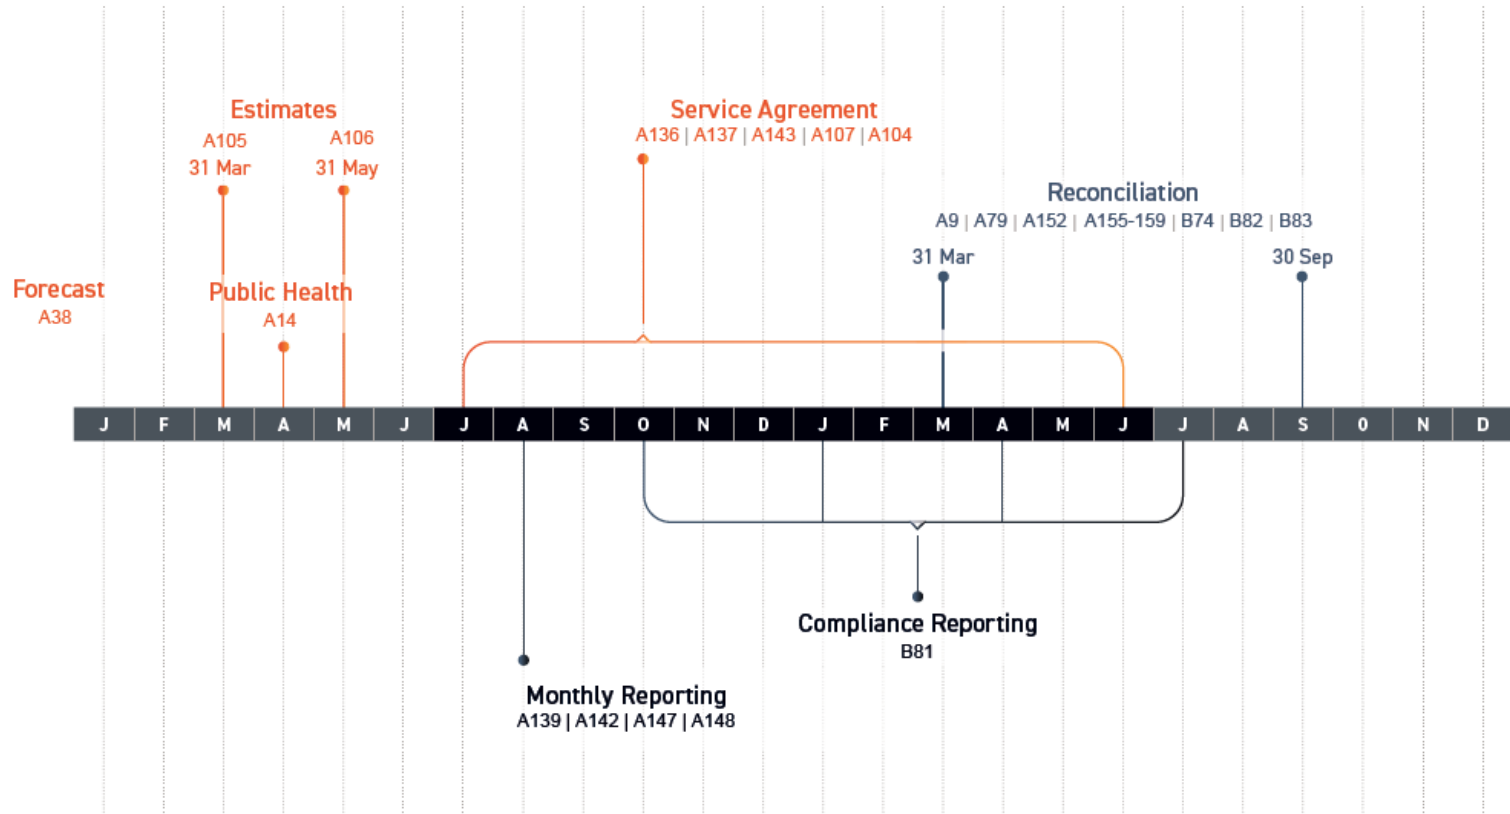 Estimates
A105
31 Mar
A106
31 May
Service Agreement
A136 | A137 | A143 | A107 | A104
Reconciliation
A9 | A79 | A152 | A155-159 | B74 | B82 | B83
31 Mar
30 Sep
Forecast
A38
Public Health
A14
J F M A M J J A S O N D J F M A M J J A S O N D
Compliance Reporting
B81
Monthly Reporting
A139 | A142 | A147 | A148